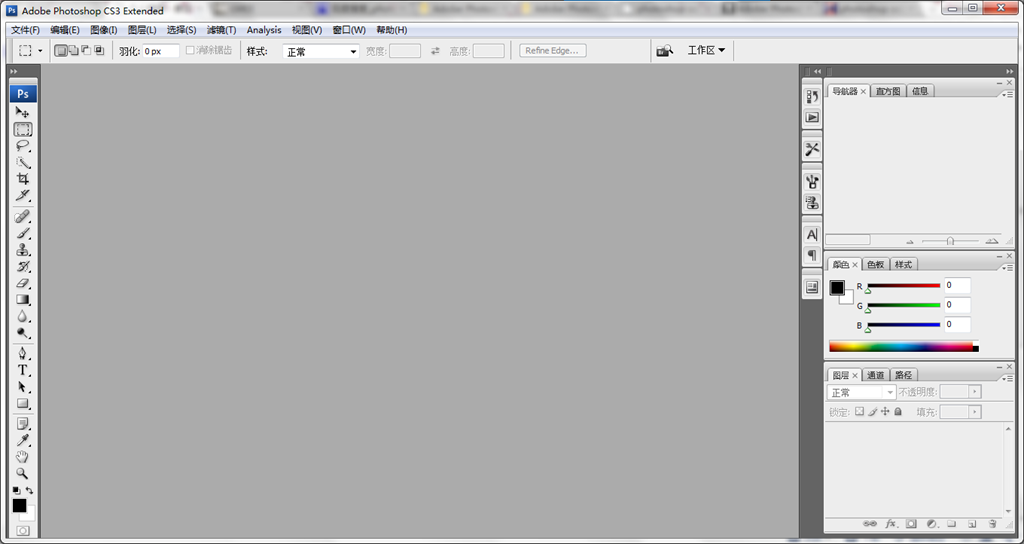 Ps Adobe Photoshop CS3 Extended
文件(F) 编辑(E) 图像(I) 图层(L) 选择(S) 滤镜(T) Analysis 视图(V) 窗口(W) 帮助(H)
羽化: 0 px 消除锯齿 样式: 正常 宽度: 高度: Refine Edge... 工作区
Ps
导航器 直方图 信息
颜色 色板 样式
R 0
G 0
B 0
图层 通道 路径
正常 不透明度:
锁定: 填充: